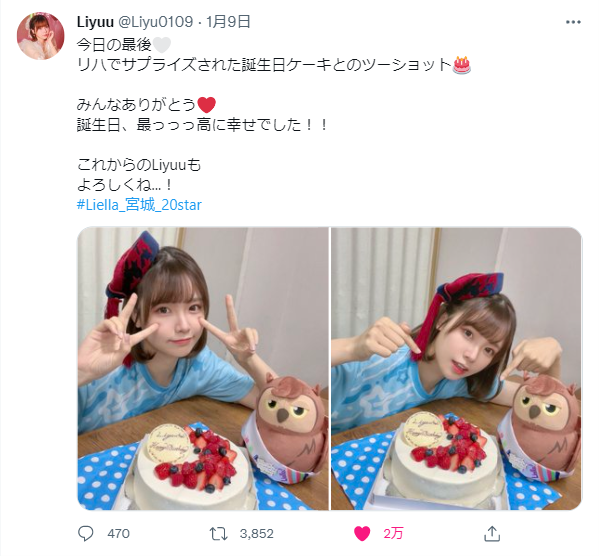 Liyuu @Liyu0109 · 1月9日
今日の最後🤍
リハでサプライズされた誕生日ケーキとのツーショット🎂
みんなありがとう❤️
誕生日、最っっっ高に幸せでした！！
これからのLiyuuも
よろしくね...！
#Liella_宮城_20star
470
3,852
2万